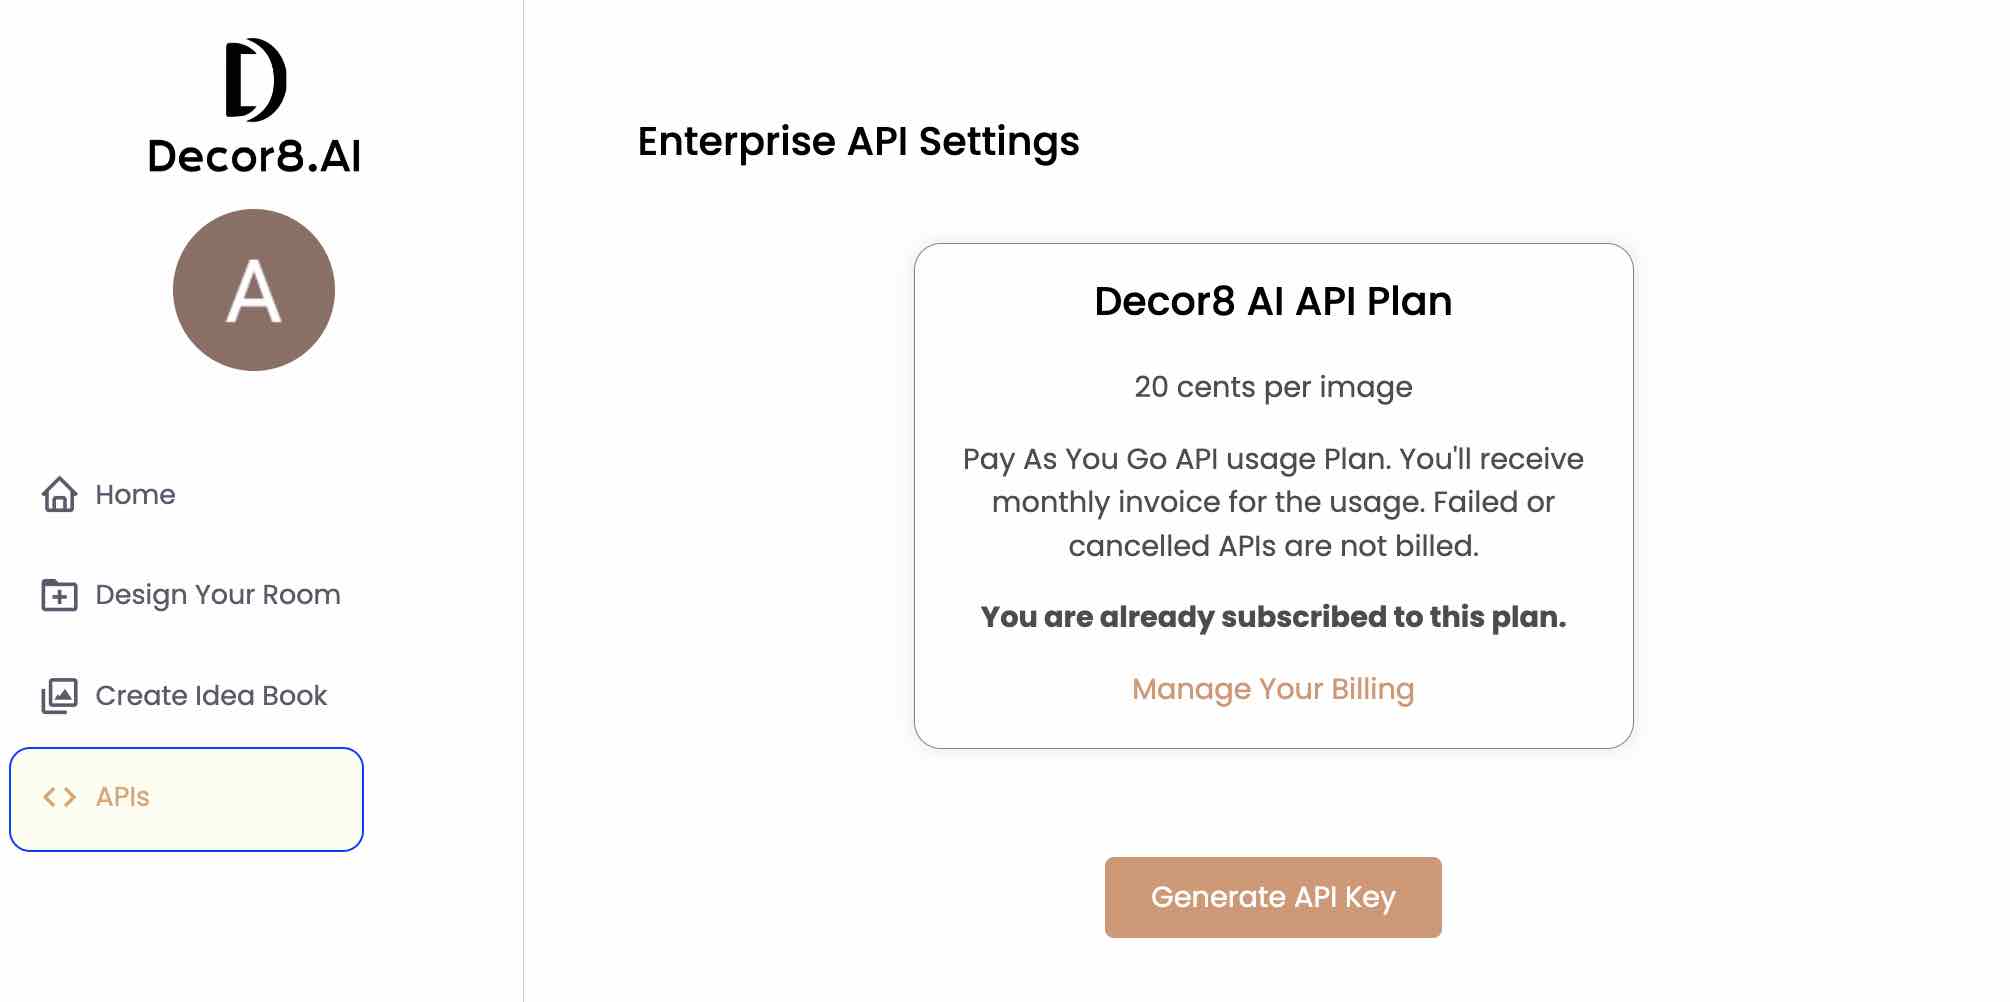 Decor8.AI
A
Home
Design Your Room
Create Idea Book
APIs
Enterprise API Settings
Decor8 AI API Plan
20 cents per image
Pay As You Go API usage Plan. You'll receive
monthly invoice for the usage. Failed or
cancelled APIs are not billed.
You are already subscribed to this plan.
Manage Your Billing
Generate API Key